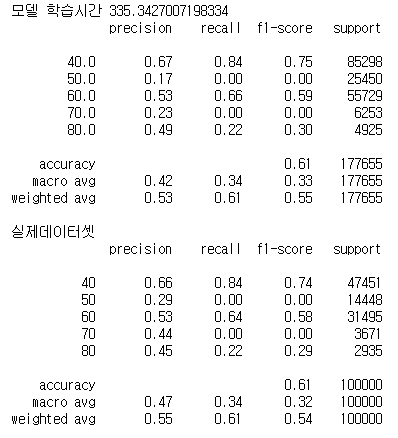 모델 학습시간 335.3427007198334
precision recall f1-score support
40.0 0.67 0.84 0.75 85298
50.0 0.17 0.00 0.00 25450
60.0 0.53 0.66 0.59 55729
70.0 0.23 0.00 0.00 6253
80.0 0.49 0.22 0.30 4925
accuracy 0.61 177655
macro avg 0.42 0.34 0.33 177655
weighted avg 0.53 0.61 0.55 177655
실제데이터셋
precision recall f1-score support
40 0.66 0.84 0.74 47451
50 0.29 0.00 0.00 14448
60 0.53 0.64 0.58 31495
70 0.44 0.00 0.00 3671
80 0.45 0.22 0.29 2935
accuracy 0.61 100000
macro avg 0.47 0.34 0.32 100000
weighted avg 0.55 0.61 0.54 100000